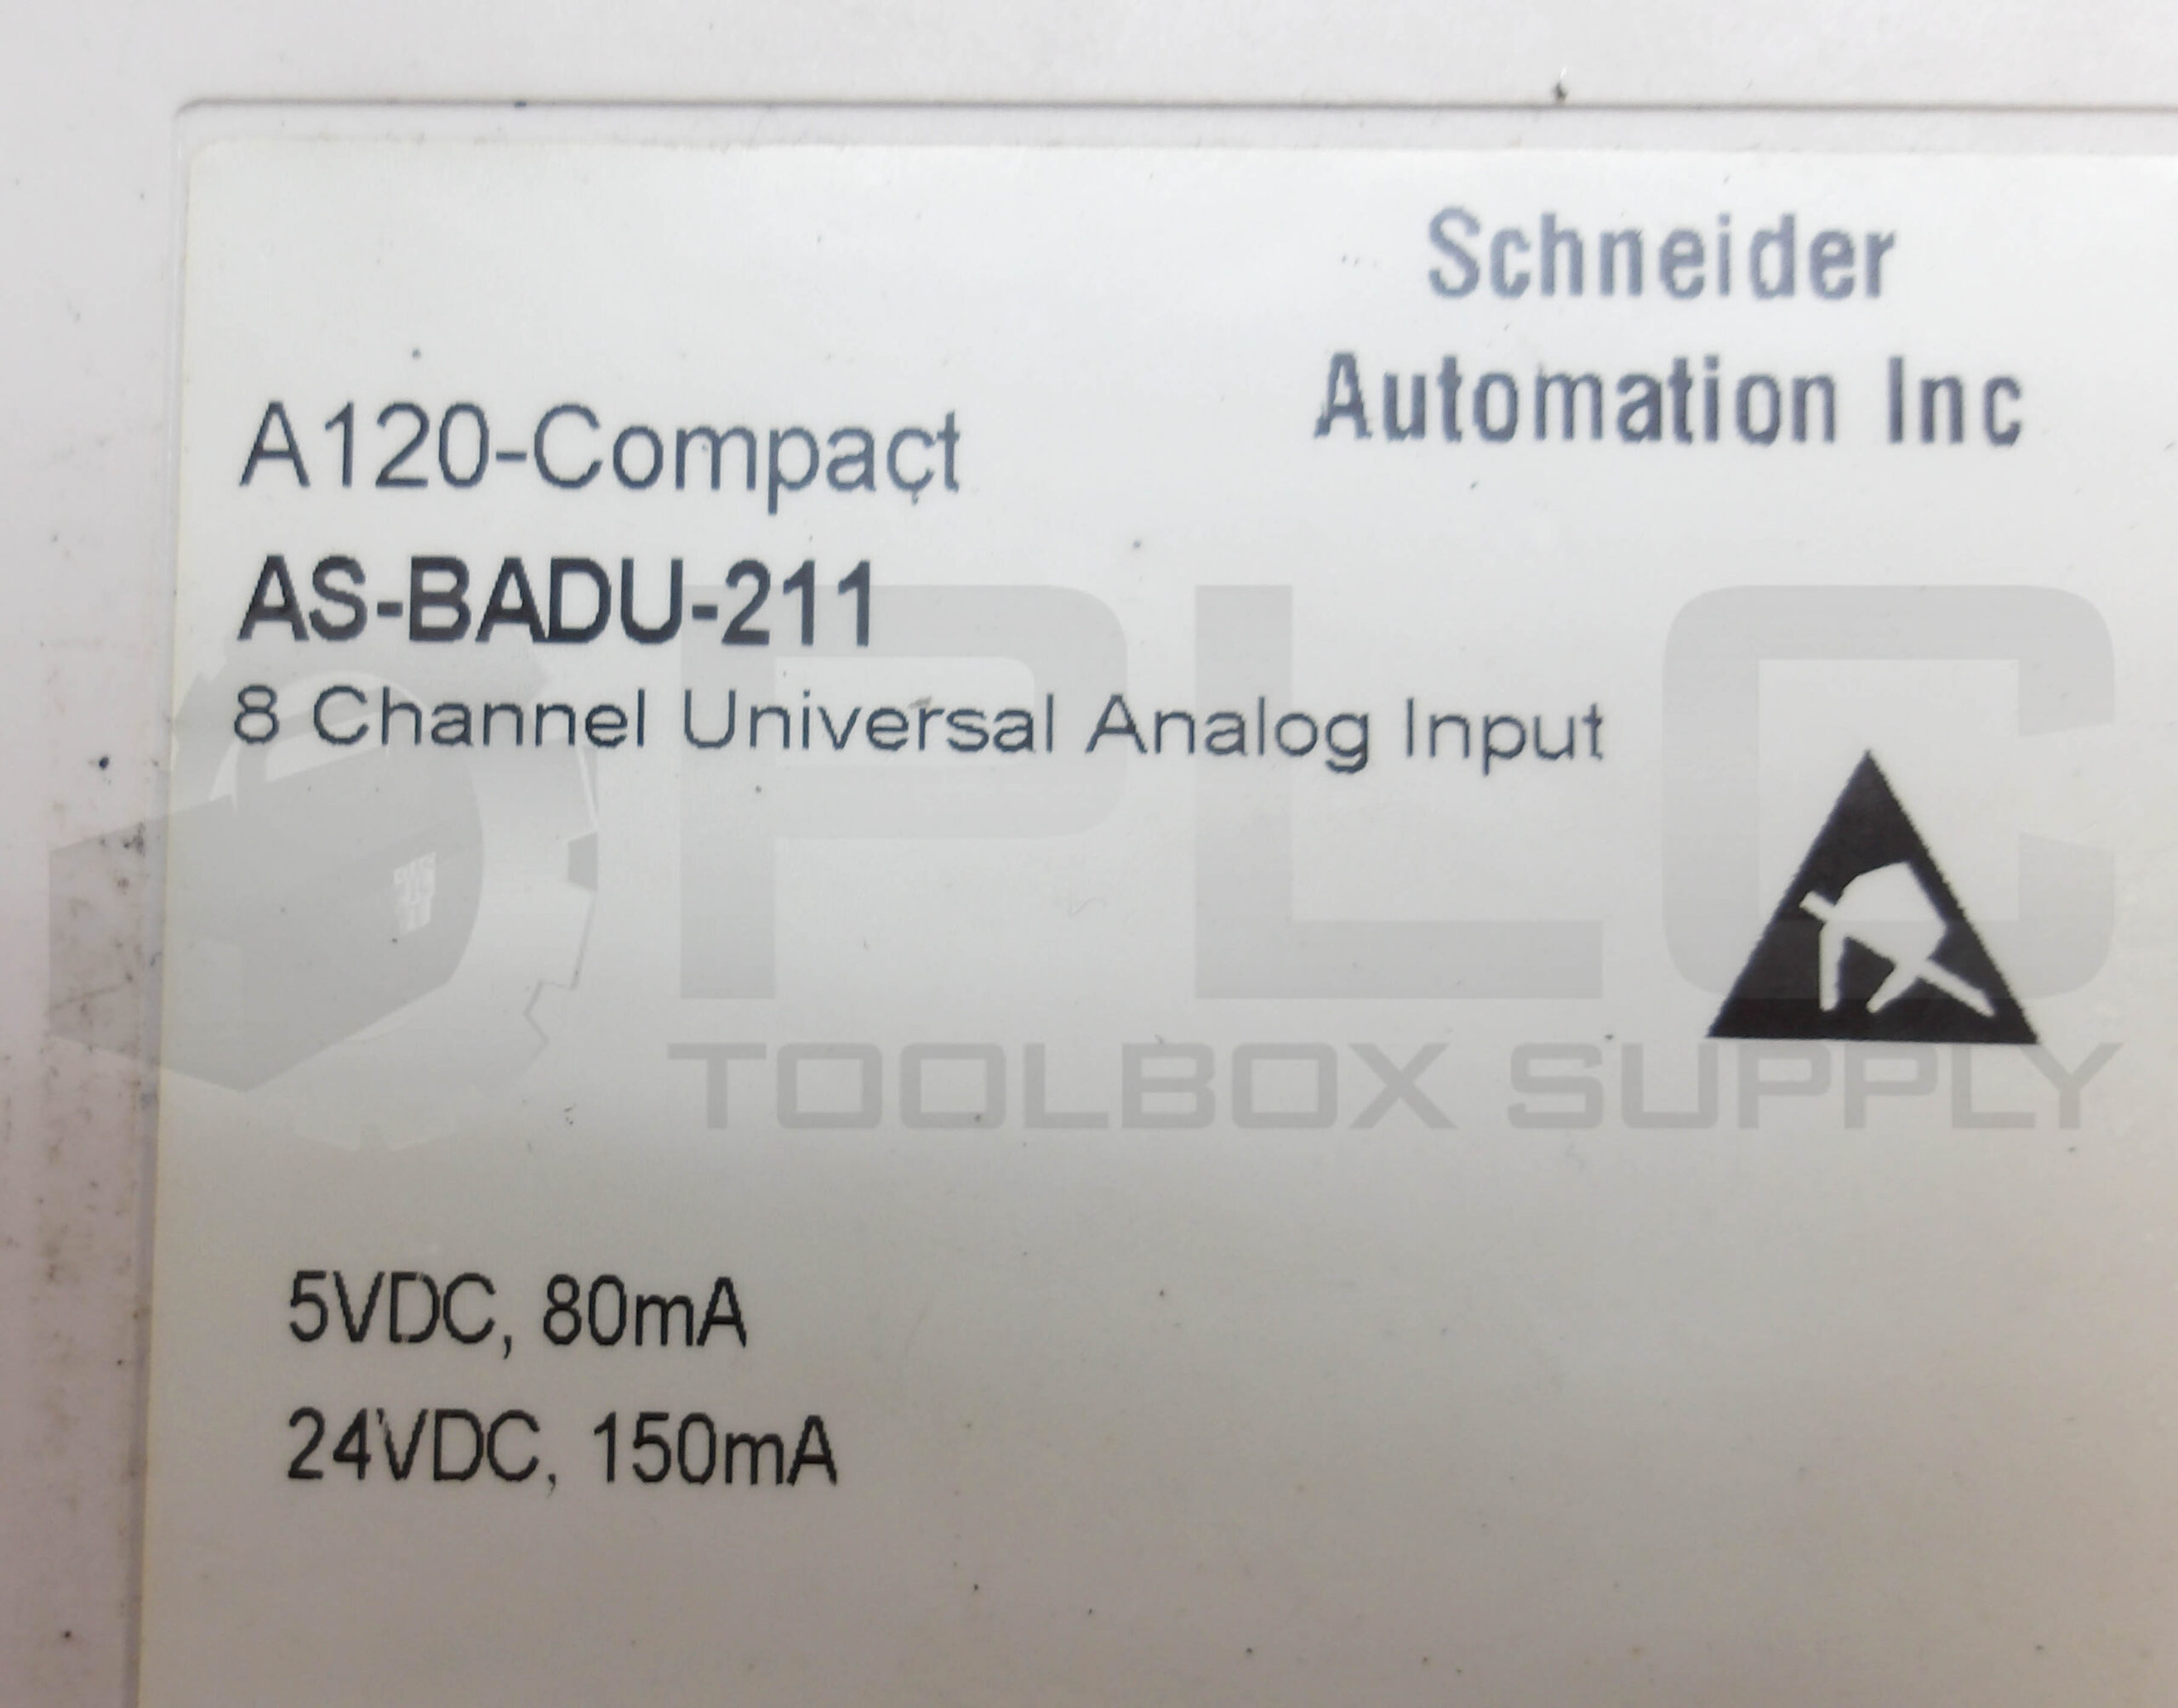 Schneider
Automation Inc
A120-Compact
AS-BADU-211
8 Channel Universal Analog Input
PLC
TOOLBOX SUPPLY
5VDC, 80mA
24VDC, 150mA